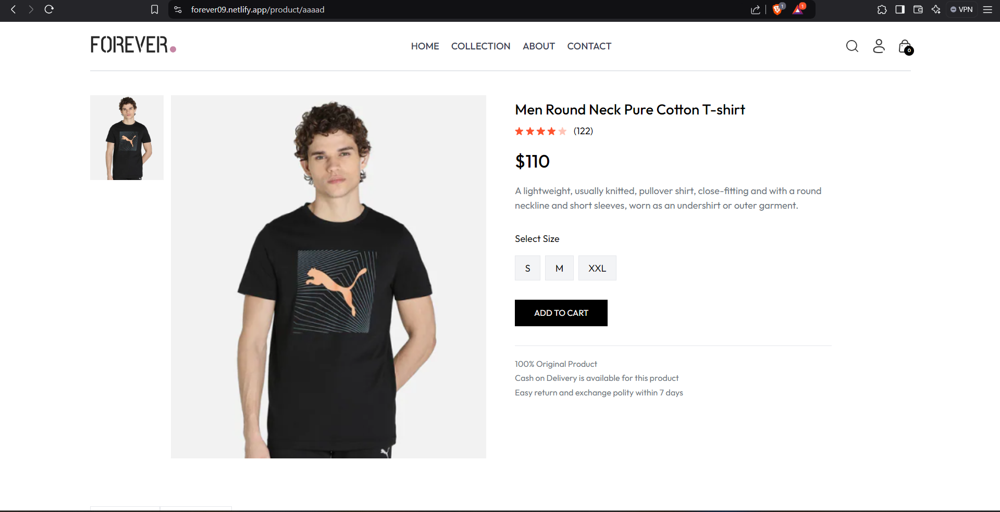 forever09.netlify.app/product/aaaad
1
1
VPN
FOREVER.
HOME
COLLECTION
ABOUT
CONTACT
0
Men Round Neck Pure Cotton T-shirt
(122)
$110
A lightweight, usually knitted, pullover shirt, close-fitting and with a round
neckline and short sleeves, worn as an undershirt or outer garment.
Select Size
S
M
XXL
ADD TO CART
100% Original Product
Cash on Delivery is available for this product
Easy return and exchange polity within 7 days